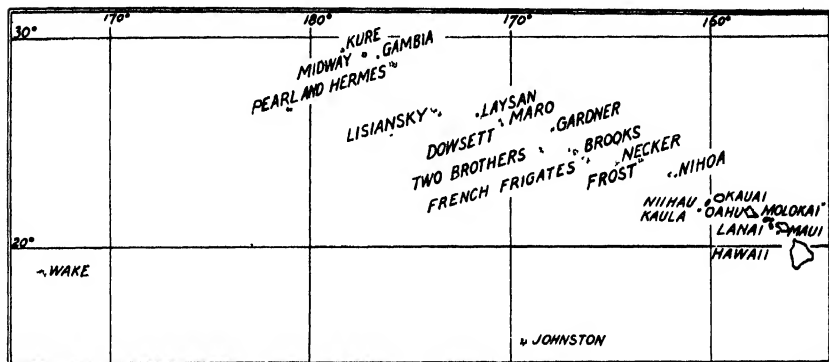 170° 180° 170° 160°
30°
KURE
MIDWAY GAMBIA
PEARL AND HERMES
LISIANSKY LAYSAN
DOWSETT MARO
GARDNER
TWO BROTHERS BROOKS
FRENCH FRIGATES NECKER
FROST NIHOA
NIIHAU KAUAI
KAULA OAHU MOLOKAI
LANAI MAUI
20°
HAWAII
WAKE
JOHNSTON